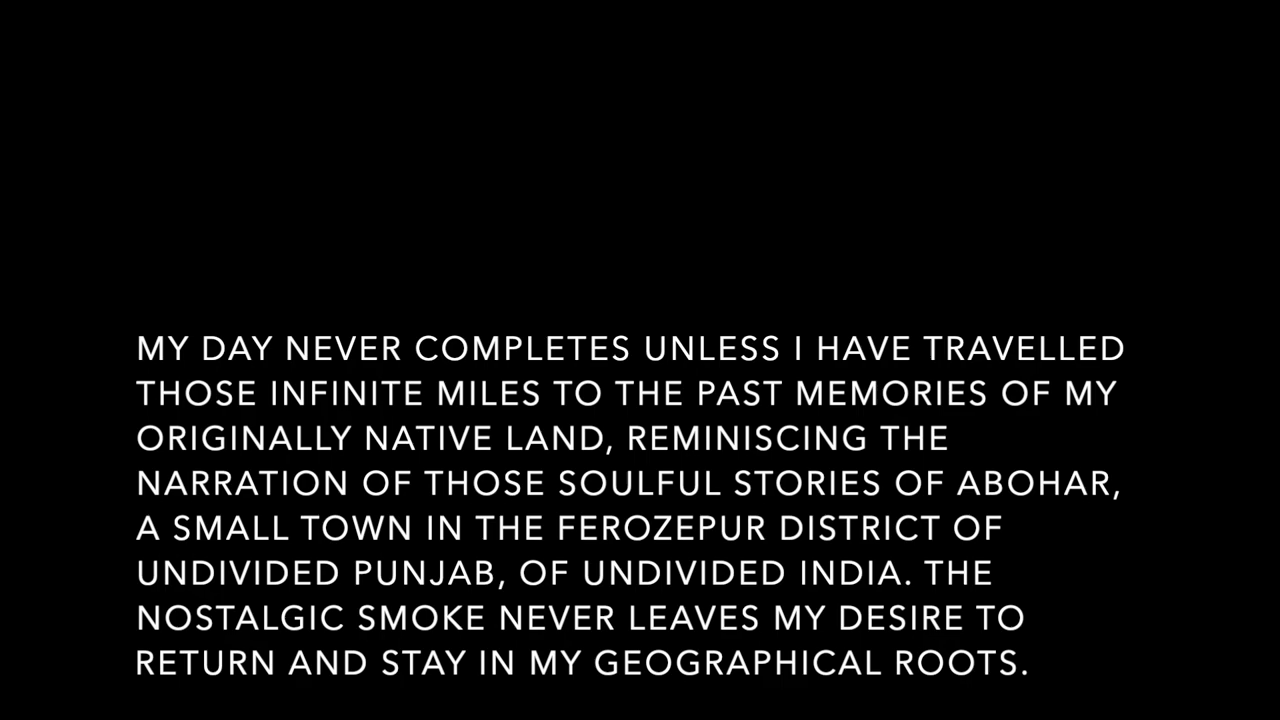 MY DAY NEVER COMPLETES UNLESS I HAVE TRAVELLED
THOSE INFINITE MILES TO THE PAST MEMORIES OF MY
ORIGINALLY NATIVE LAND, REMINISCING THE
NARRATION OF THOSE SOULFUL STORIES OF ABOHAR,
A SMALL TOWN IN THE FEROZEPUR DISTRICT OF
UNDIVIDED PUNJAB, OF UNDIVIDED INDIA. THE
NOSTALGIC SMOKE NEVER LEAVES MY DESIRE TO
RETURN AND STAY IN MY GEOGRAPHICAL ROOTS.